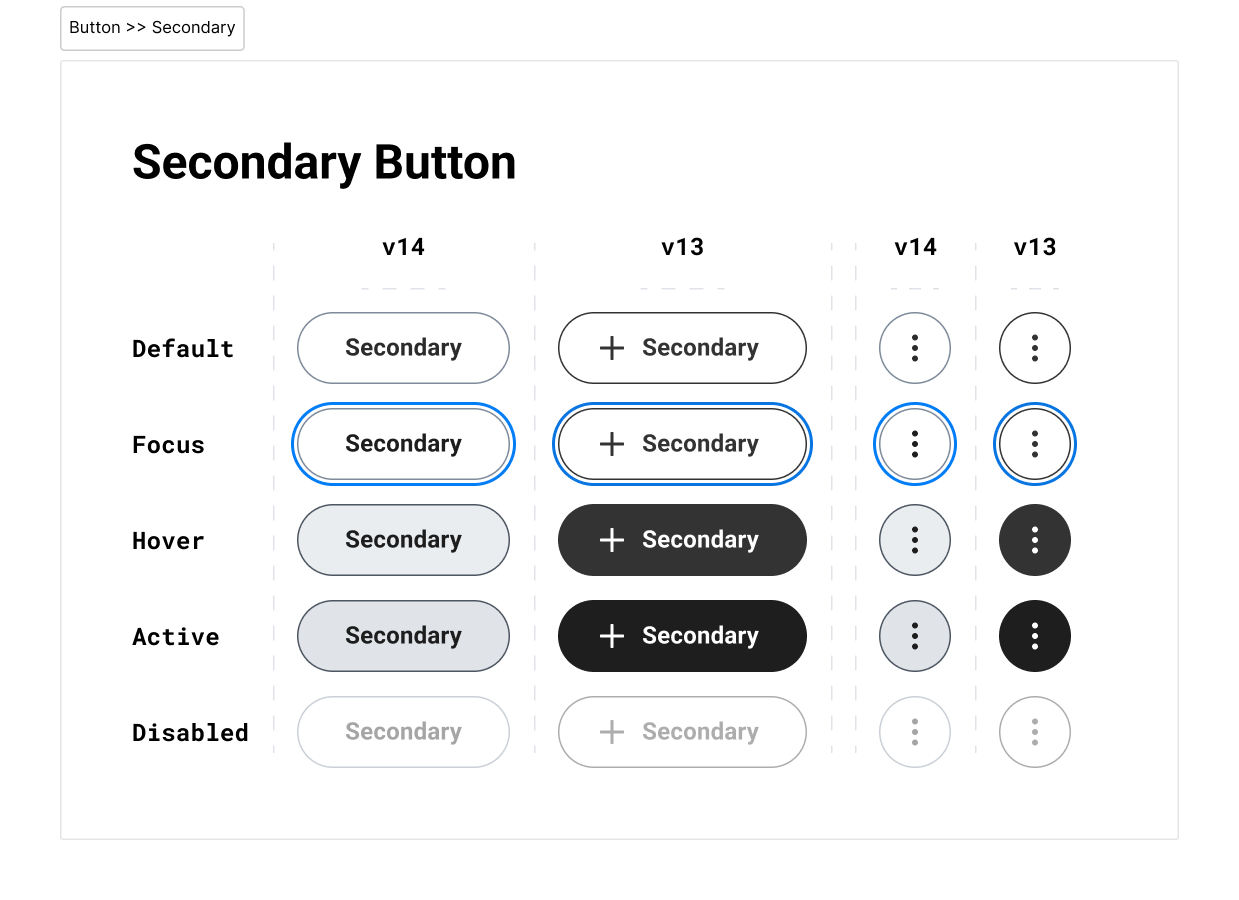 Button >> Secondary
Secondary Button
v14 v13 v14 v13
Default Secondary Secondary
Focus Secondary Secondary
Hover Secondary Secondary
Active Secondary Secondary
Disabled Secondary Secondary